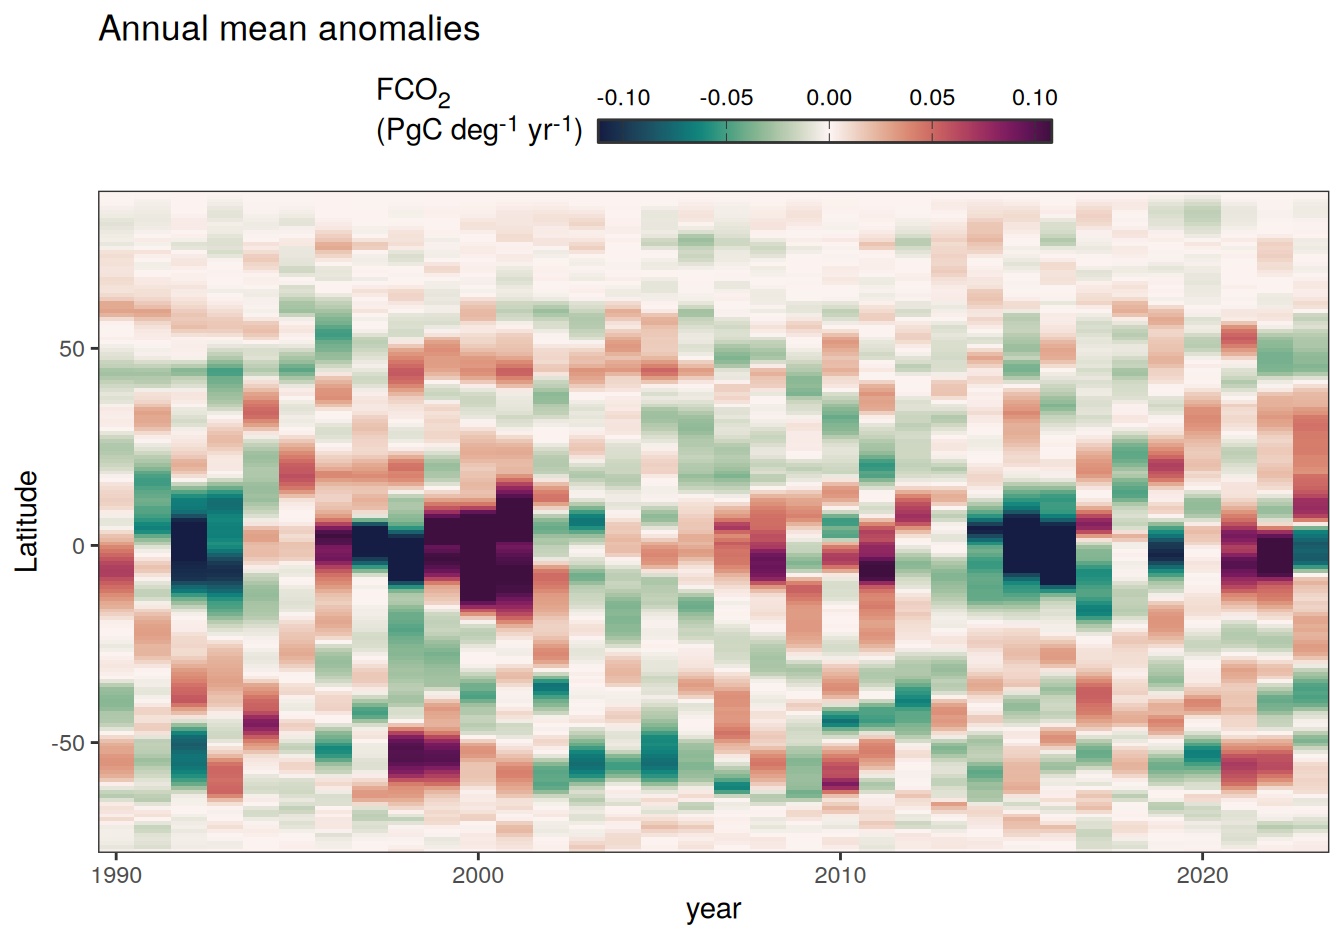 Annual mean anomalies
FCO₂
(PgC deg⁻¹ yr⁻¹)
-0.10 -0.05 0.00 0.05 0.10
Latitude
50
0
-50
1990 2000 2010 2020
year